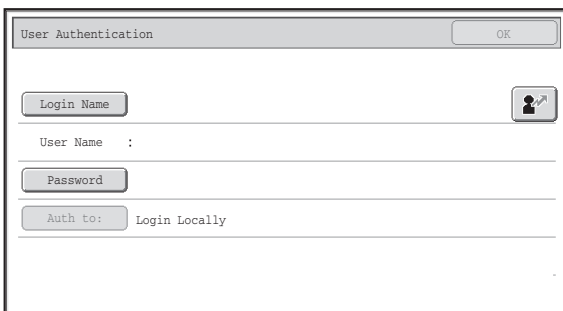 User Authentication OK
Login Name
User Name :
Password
Auth to: Login Locally